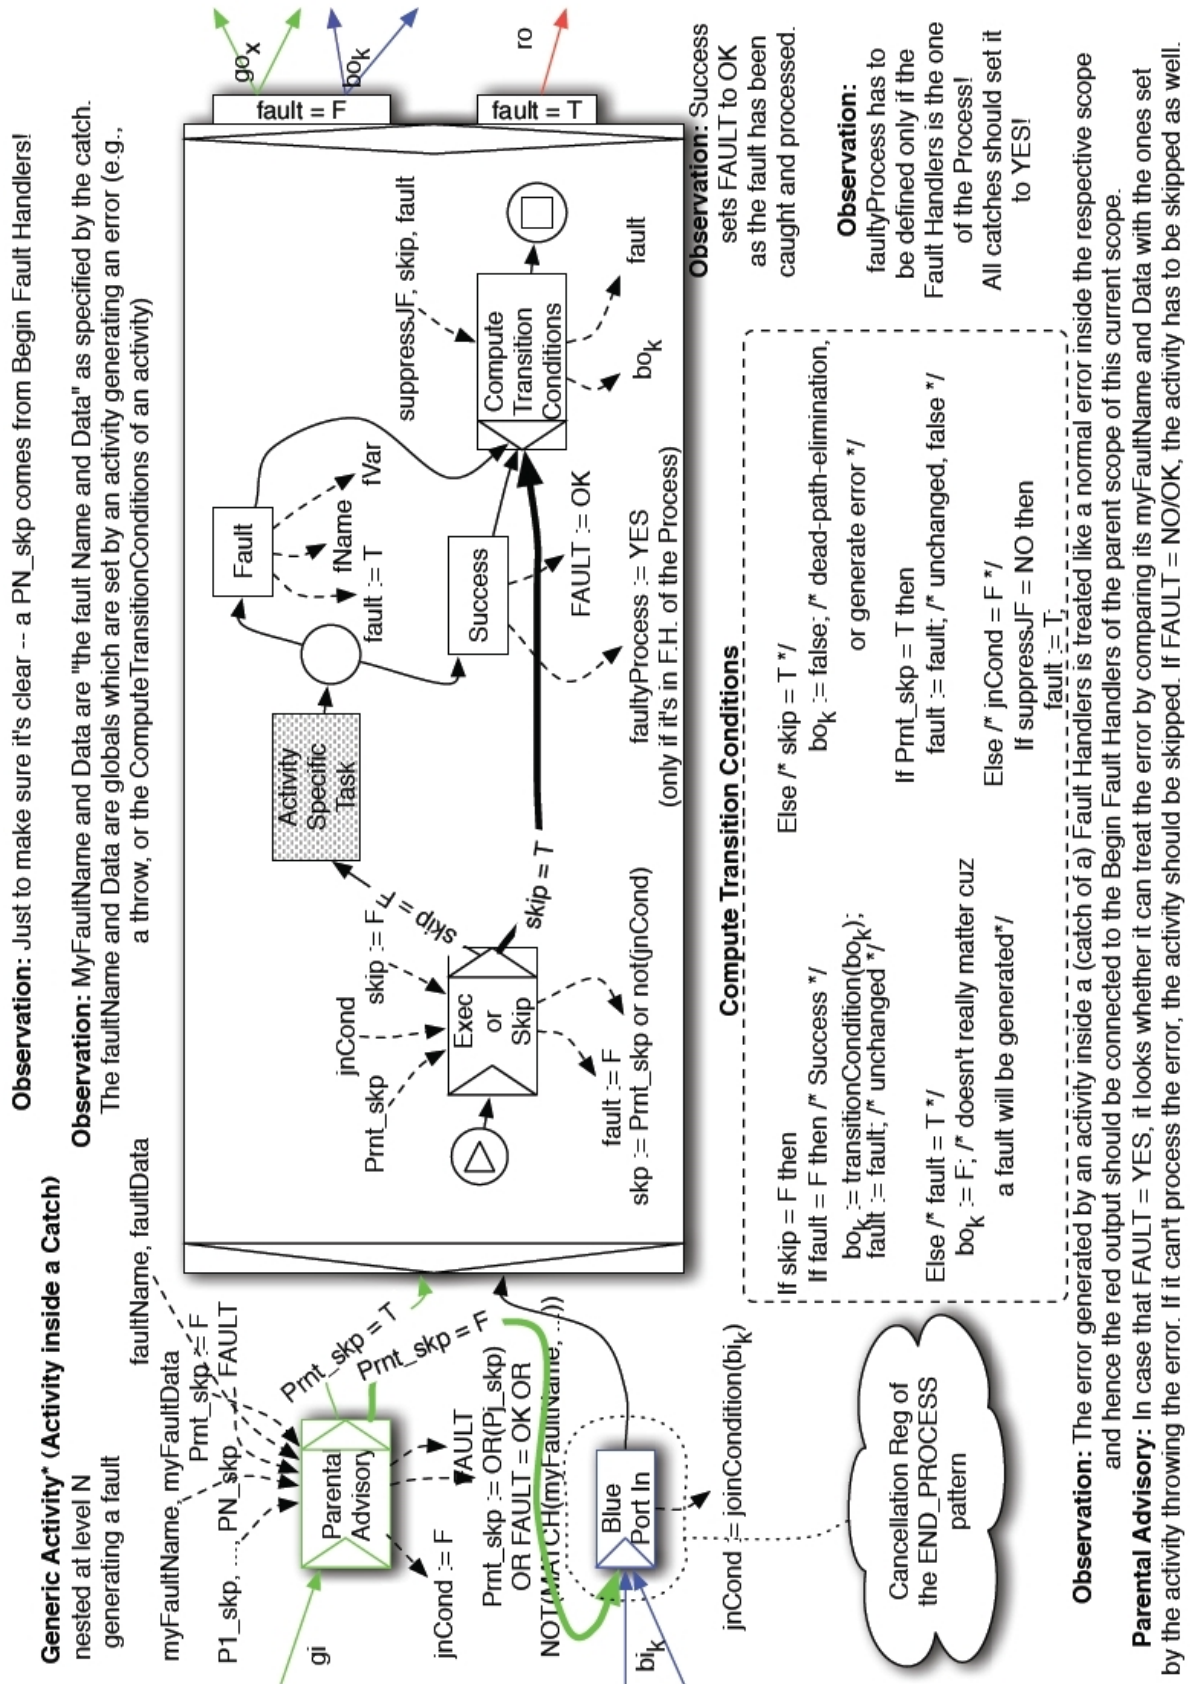 Observation: Just to make sure it's clear -- a PN_skp comes from Begin Fault Handlers!
Generic Activity* (Activity inside a Catch)
nested at level N
generating a fault
Observation: MyFaultName and Data are "the fault Name and Data" as specified by the catch.
The faultName and Data are globals which are set by an activity generating an error (e.g.,
a throw, or the ComputeTransitionConditions of an activity)
faultName, faultData
myFaultName, myFaultData
Prnt_skp := F
P1_skp, ..., PN_skp
FAULT
gi
Parental
Advisory
Prnt_skp = T
Prnt_skp = F
jnCond := F
FAULT
Prnt_skp := OR(Pj_skp)
OR FAULT = OK OR
NOT(MATCH(myFaultName, ...))
bik
Blue
Port In
jnCond := joinCondition(bik)
Cancellation Reg of
the END_PROCESS
pattern
Prnt_skp
jnCond
skip := F
Exec
or
Skip
fault := F
skp := Prnt_skp or not(jnCond)
skip = F
skip = T
Activity
Specific
Task
Fault
fault := T
fName
fVar
Success
FAULT := OK
faultyProcess := YES
(only if it's in F.H. of the Process)
suppressJF, skip, fault
Compute
Transition
Conditions
bok
fault
fault = F
fault = T
gox
bok
ro
Observation: Success
sets FAULT to OK
as the fault has been
caught and processed.
Observation:
faultyProcess has to
be defined only if the
Fault Handlers is the one
of the Process!
All catches should set it
to YES!
Compute Transition Conditions
If skip = F then
If fault = F then /* Success */
bok := transitionCondition(bok);
fault := fault; /* unchanged */
Else /* fault = T */
bok := F; /* doesn't really matter cuz
a fault will be generated*/
Else /* skip = T */
bok := false; /* dead-path-elimination,
or generate error */
If Prnt_skp = T then
fault := fault; /* unchanged, false */
Else /* jnCond = F */
If suppressJF = NO then
fault := T;
Observation: The error generated by an activity inside a (catch of a) Fault Handlers is treated like a normal error inside the respective scope
and hence the red output should be connected to the Begin Fault Handlers of the parent scope of this current scope.
Parental Advisory: In case that FAULT = YES, it looks whether it can treat the error by comparing its myFaultName and Data with the ones set
by the activity throwing the error. If it can't process the error, the activity should be skipped. If FAULT = NO/OK, the activity has to be skipped as well.